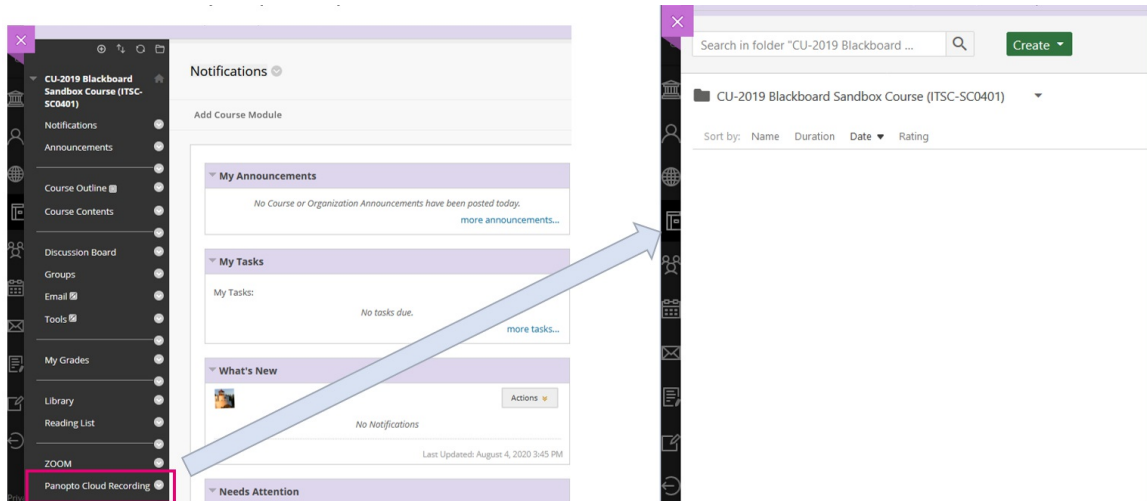 CU-2019 Blackboard
Sandbox Course (ITSC-
SC0401)
Notifications
Announcements
Course Outline
Course Contents
Discussion Board
Groups
Email
Tools
My Grades
Library
Reading List
ZOOM
Panopto Cloud Recording
Notifications
Add Course Module
My Announcements
No Course or Organization Announcements have been posted today.
more announcements...
My Tasks
My Tasks:
No tasks due.
more tasks...
What's New
Actions
No Notifications
Last Updated: August 4, 2020 3:45 PM
Needs Attention
Search in folder "CU-2019 Blackboard ...
Create
CU-2019 Blackboard Sandbox Course (ITSC-SC0401)
Sort by: Name Duration Date Rating